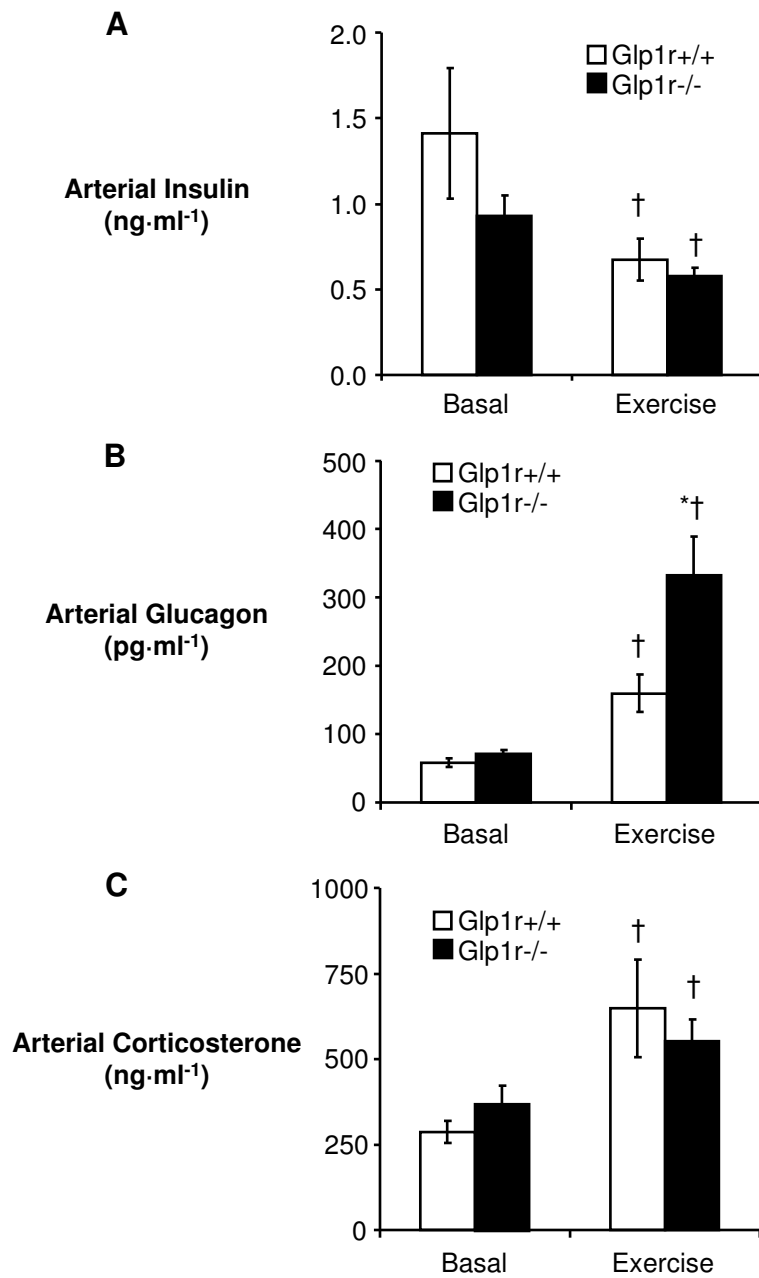 A
Arterial Insulin
(ng·ml-1)
2.0
1.5
1.0
0.5
0.0
Glp1r+/+
Glp1r-/-
†
†
Basal Exercise
B
Arterial Glucagon
(pg·ml-1)
500
400
300
200
100
0
Glp1r+/+
Glp1r-/-
†
*†
Basal Exercise
C
Arterial Corticosterone
(ng·ml-1)
1000
750
500
250
0
Glp1r+/+
Glp1r-/-
†
†
Basal Exercise